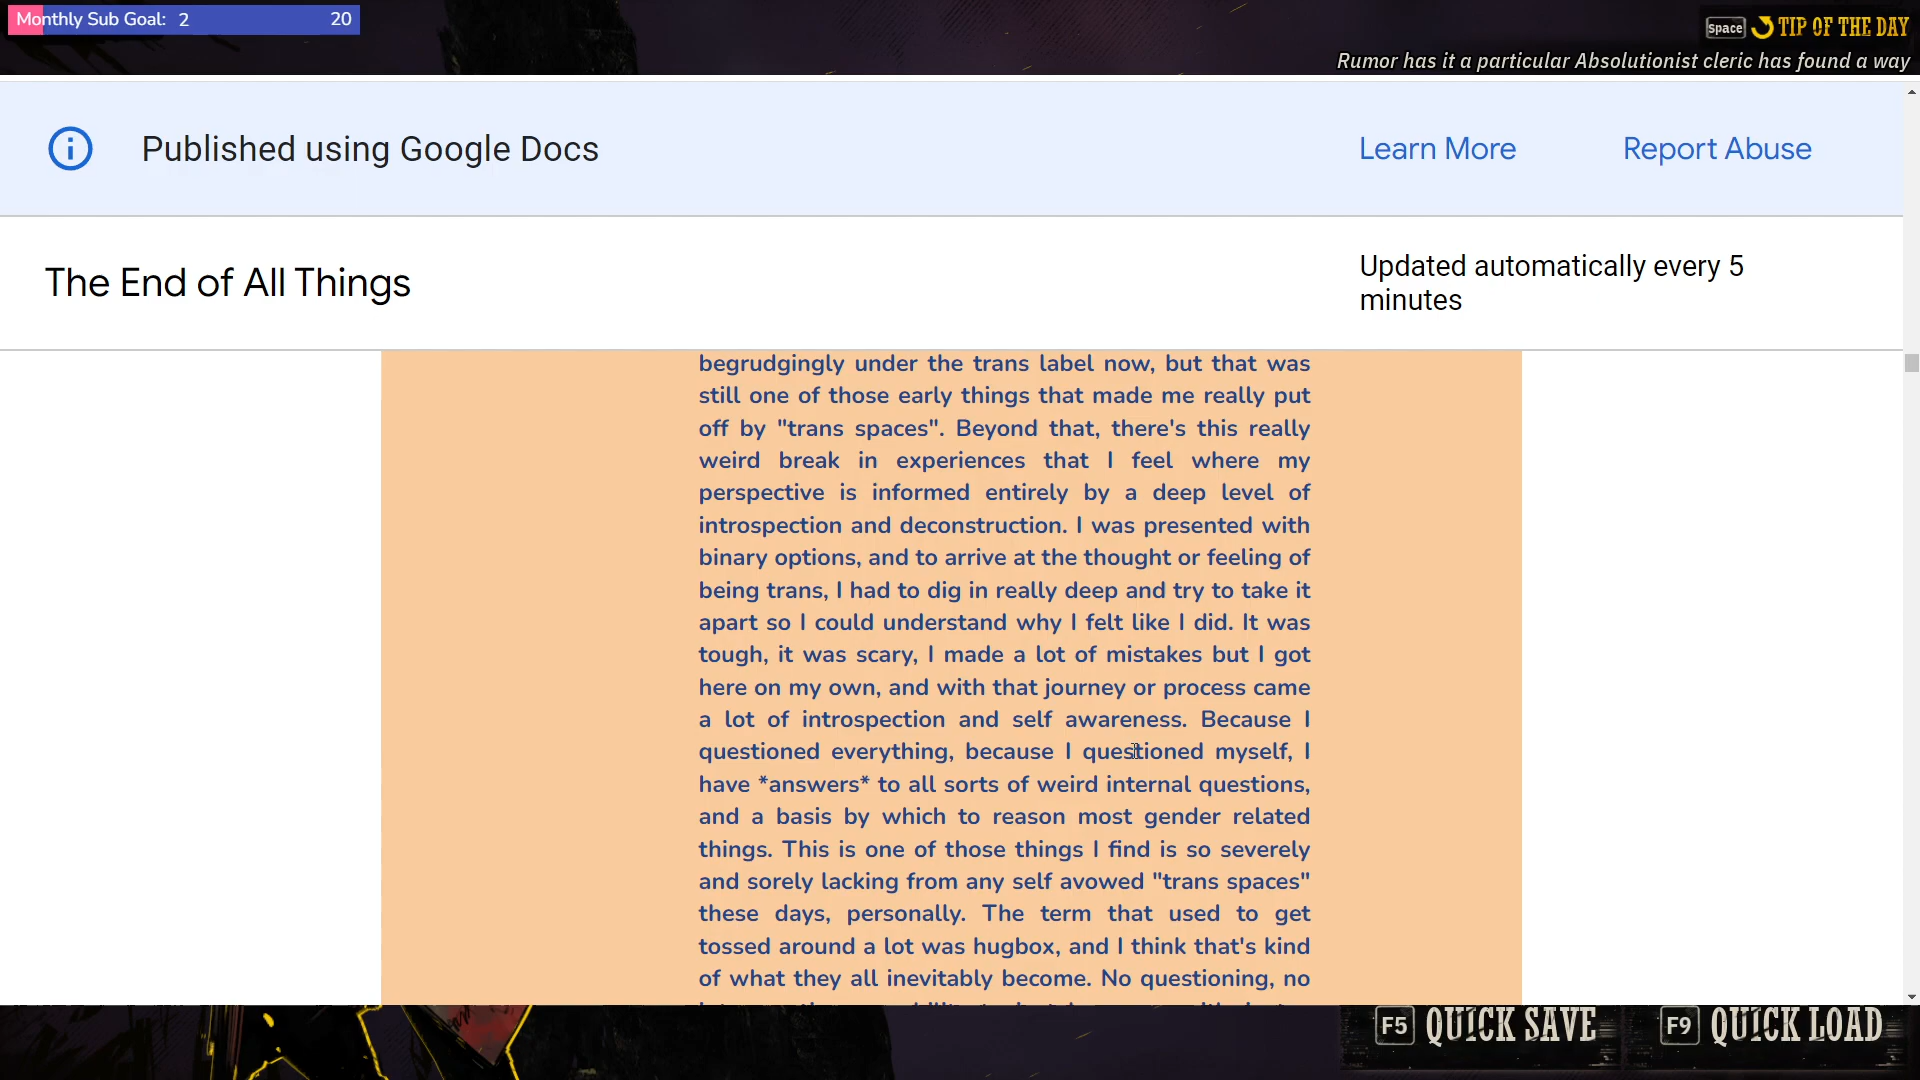 Monthly Sub Goal: 2 20
Space TIP OF THE DAY
Rumor has it a particular Absolutionist cleric has found a way
Published using Google Docs
Learn More
Report Abuse
The End of All Things
Updated automatically every 5
minutes
begrudgingly under the trans label now, but that was
still one of those early things that made me really put
off by "trans spaces". Beyond that, there's this really
weird break in experiences that I feel where my
perspective is informed entirely by a deep level of
introspection and deconstruction. I was presented with
binary options, and to arrive at the thought or feeling of
being trans, I had to dig in really deep and try to take it
apart so I could understand why I felt like I did. It was
tough, it was scary, I made a lot of mistakes but I got
here on my own, and with that journey or process came
a lot of introspection and self awareness. Because I
questioned everything, because I questioned myself, I
have *answers* to all sorts of weird internal questions,
and a basis by which to reason most gender related
things. This is one of those things I find is so severely
and sorely lacking from any self avowed "trans spaces"
these days, personally. The term that used to get
tossed around a lot was hugbox, and I think that's kind
of what they all inevitably become. No questioning, no
F5 QUICK SAVE
F9 QUICK LOAD